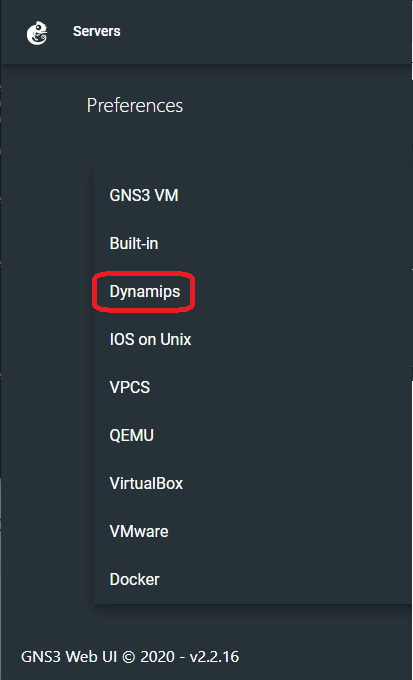 Servers
Preferences
GNS3 VM
Built-in
Dynamips
IOS on Unix
VPCS
QEMU
VirtualBox
VMware
Docker
GNS3 Web UI © 2020 - v2.2.16